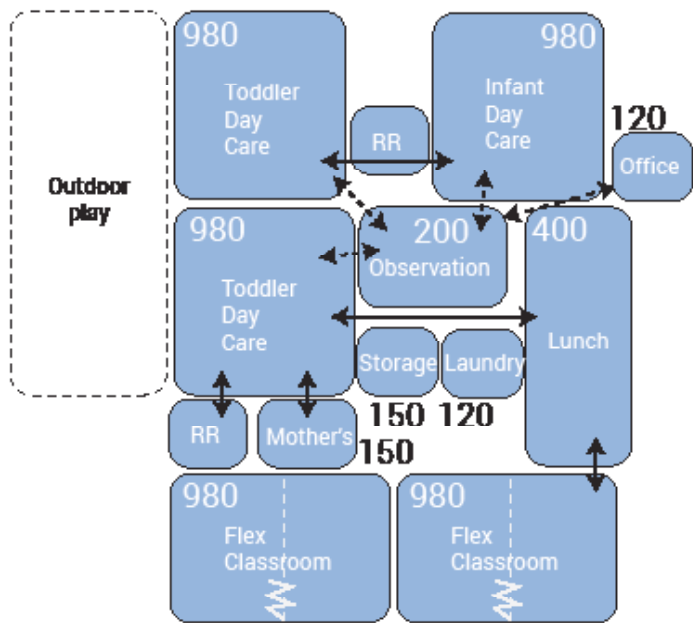 980
Toddler
Day
Care
980
Infant
Day
Care
RR
120
Office
Outdoor
play
980
Toddler
Day
Care
200
Observation
400
Lunch
Storage
Laundry
150
120
RR
Mother's
150
980
Flex
Classroom
980
Flex
Classroom